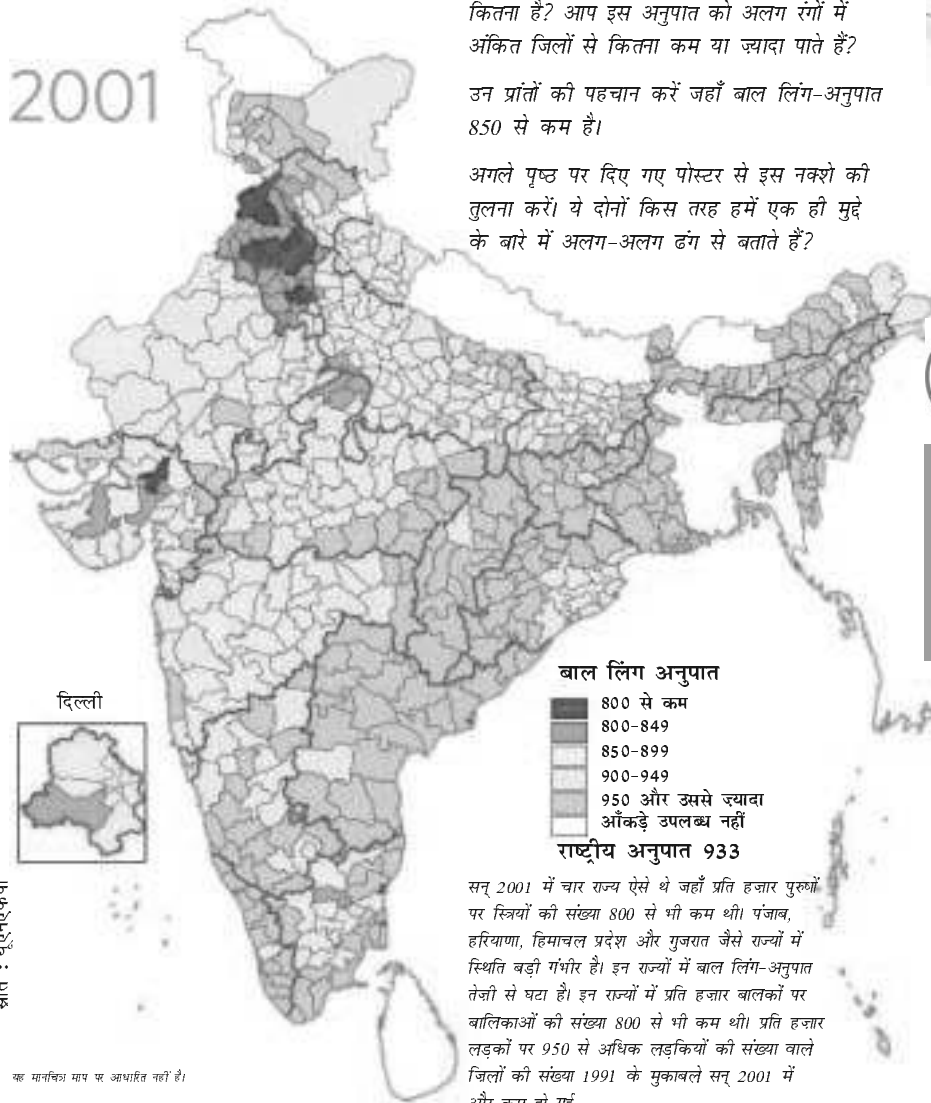 कितना है? आप इस अनुपात को अलग रंगों में
अंकित जिलों से कितना कम या ज़्यादा पाते हैं?
उन प्रांतों की पहचान करें जहाँ बाल लिंग-अनुपात
850 से कम है।
अगले पृष्ठ पर दिए गए पोस्टर से इस नक्शे की
तुलना करें। ये दोनों किस तरह हमें एक ही मुद्दे
के बारे में अलग-अलग ढंग से बताते हैं?
2001
दिल्ली
बाल लिंग अनुपात
800 से कम
800-849
850-899
900-949
950 और उससे ज़्यादा
आँकड़े उपलब्ध नहीं
राष्ट्रीय अनुपात 933
सन् 2001 में चार राज्य ऐसे थे जहाँ प्रति हज़ार पुरुषों
पर स्त्रियों की संख्या 800 से भी कम थी। पंजाब,
हरियाणा, हिमाचल प्रदेश और गुजरात जैसे राज्यों में
स्थिति बड़ी गंभीर है। इन राज्यों में बाल लिंग-अनुपात
तेज़ी से घटा है। इन राज्यों में प्रति हज़ार बालकों पर
बालिकाओं की संख्या 800 से भी कम थी। प्रति हज़ार
लड़कों पर 950 से अधिक लड़कियों की संख्या वाले
ज़िलों की संख्या 1991 के मुकाबले सन् 2001 में
और कम हो गई
यह मानचित्र माप पर आधारित नहीं है।